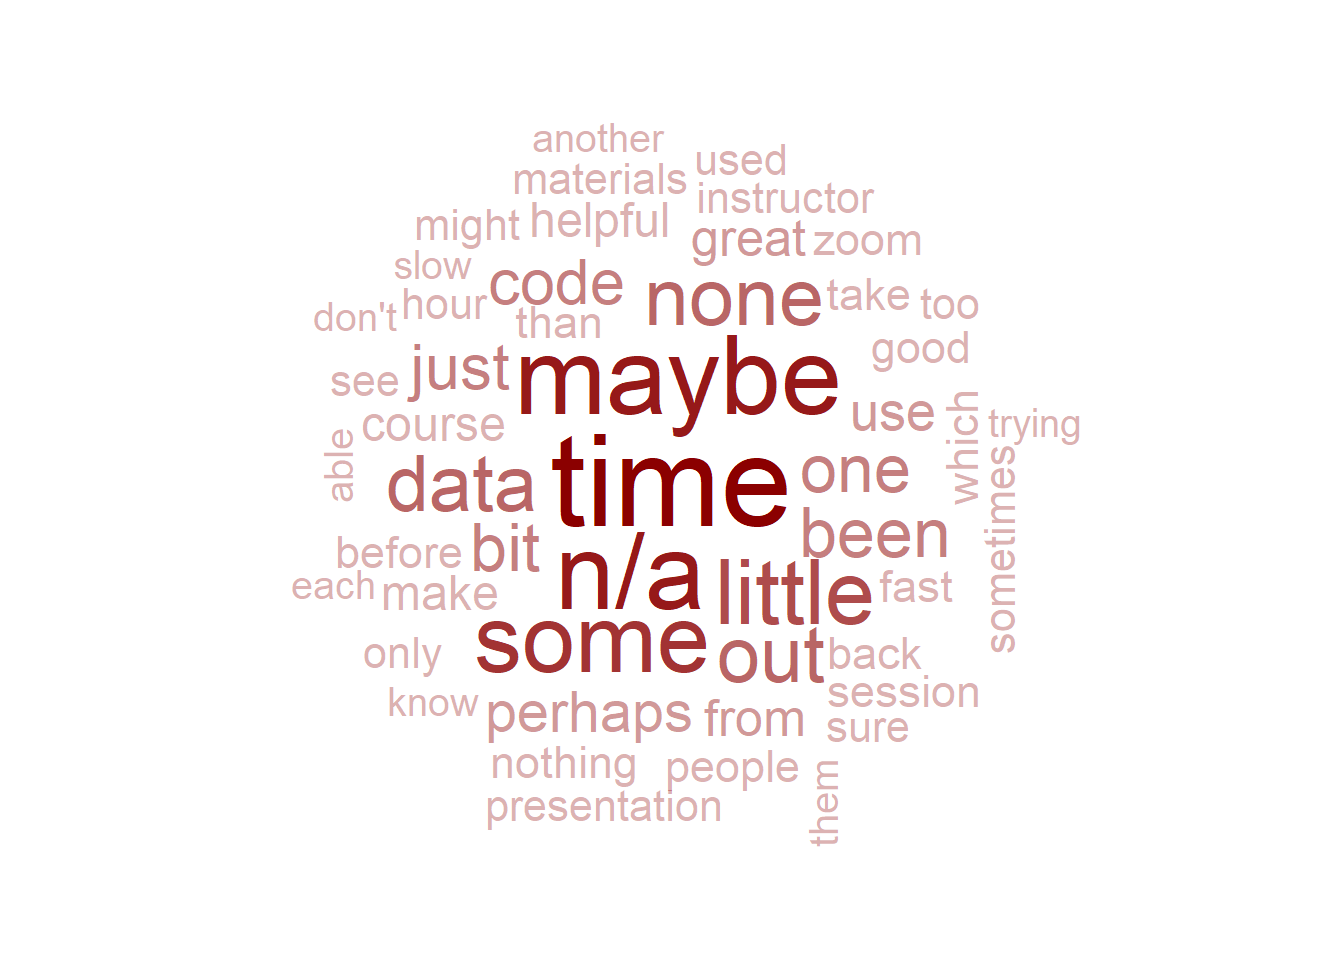 another
used
materials
instructor
might
helpful
great
zoom
slow
code
none
take
too
don't
hour
than
maybe
good
just
see
use
which
trying
course
able
data
time
one
sometimes
before
bit
n/a
been
each
make
little
fast
some
only
out
back
know
perhaps
from
session
sure
nothing
people
presentation
them